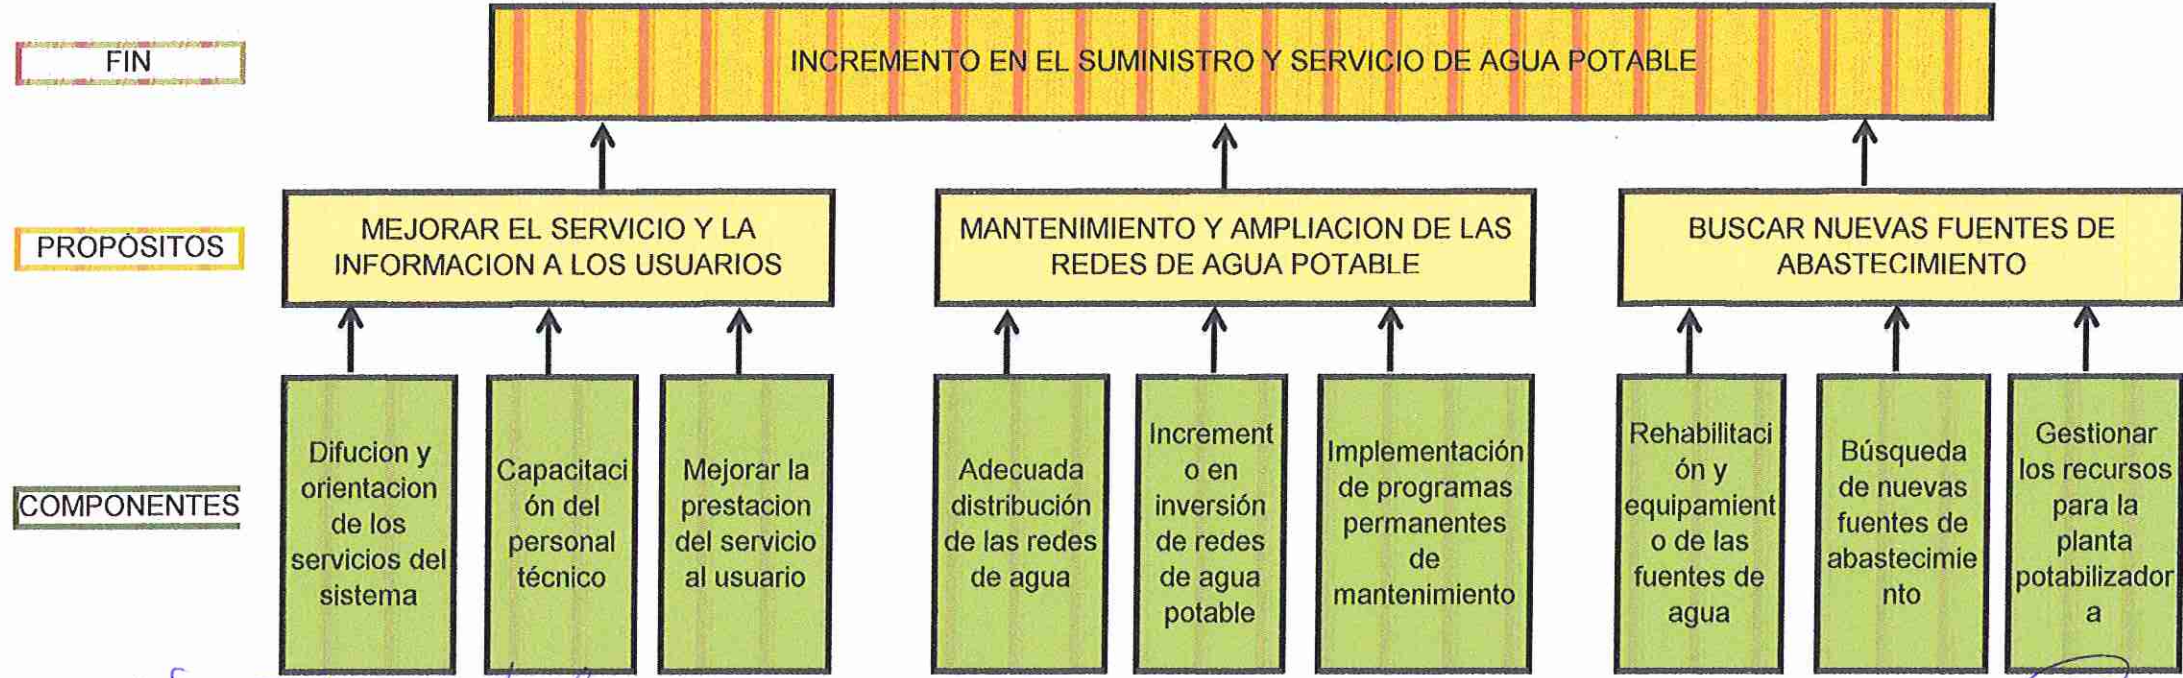 FIN
INCREMENTO EN EL SUMINISTRO Y SERVICIO DE AGUA POTABLE
PROPÓSITOS
MEJORAR EL SERVICIO Y LA
INFORMACION A LOS USUARIOS
MANTENIMIENTO Y AMPLIACION DE LAS
REDES DE AGUA POTABLE
BUSCAR NUEVAS FUENTES DE
ABASTECIMIENTO
COMPONENTES
Difucion y
orientacion
de los
servicios del
sistema
Capacitaci
ón del
personal
técnico
Mejorar la
prestacion
del servicio
al usuario
Adecuada
distribución
de las redes
de agua
Increment
o en
inversión
de redes
de agua
potable
Implementación
de programas
permanentes
de
mantenimiento
Rehabilitaci
ón y
equipamient
o de las
fuentes de
agua
Búsqueda
de nuevas
fuentes de
abastecimie
nto
Gestionar
los recursos
para la
planta
potabilizador
a